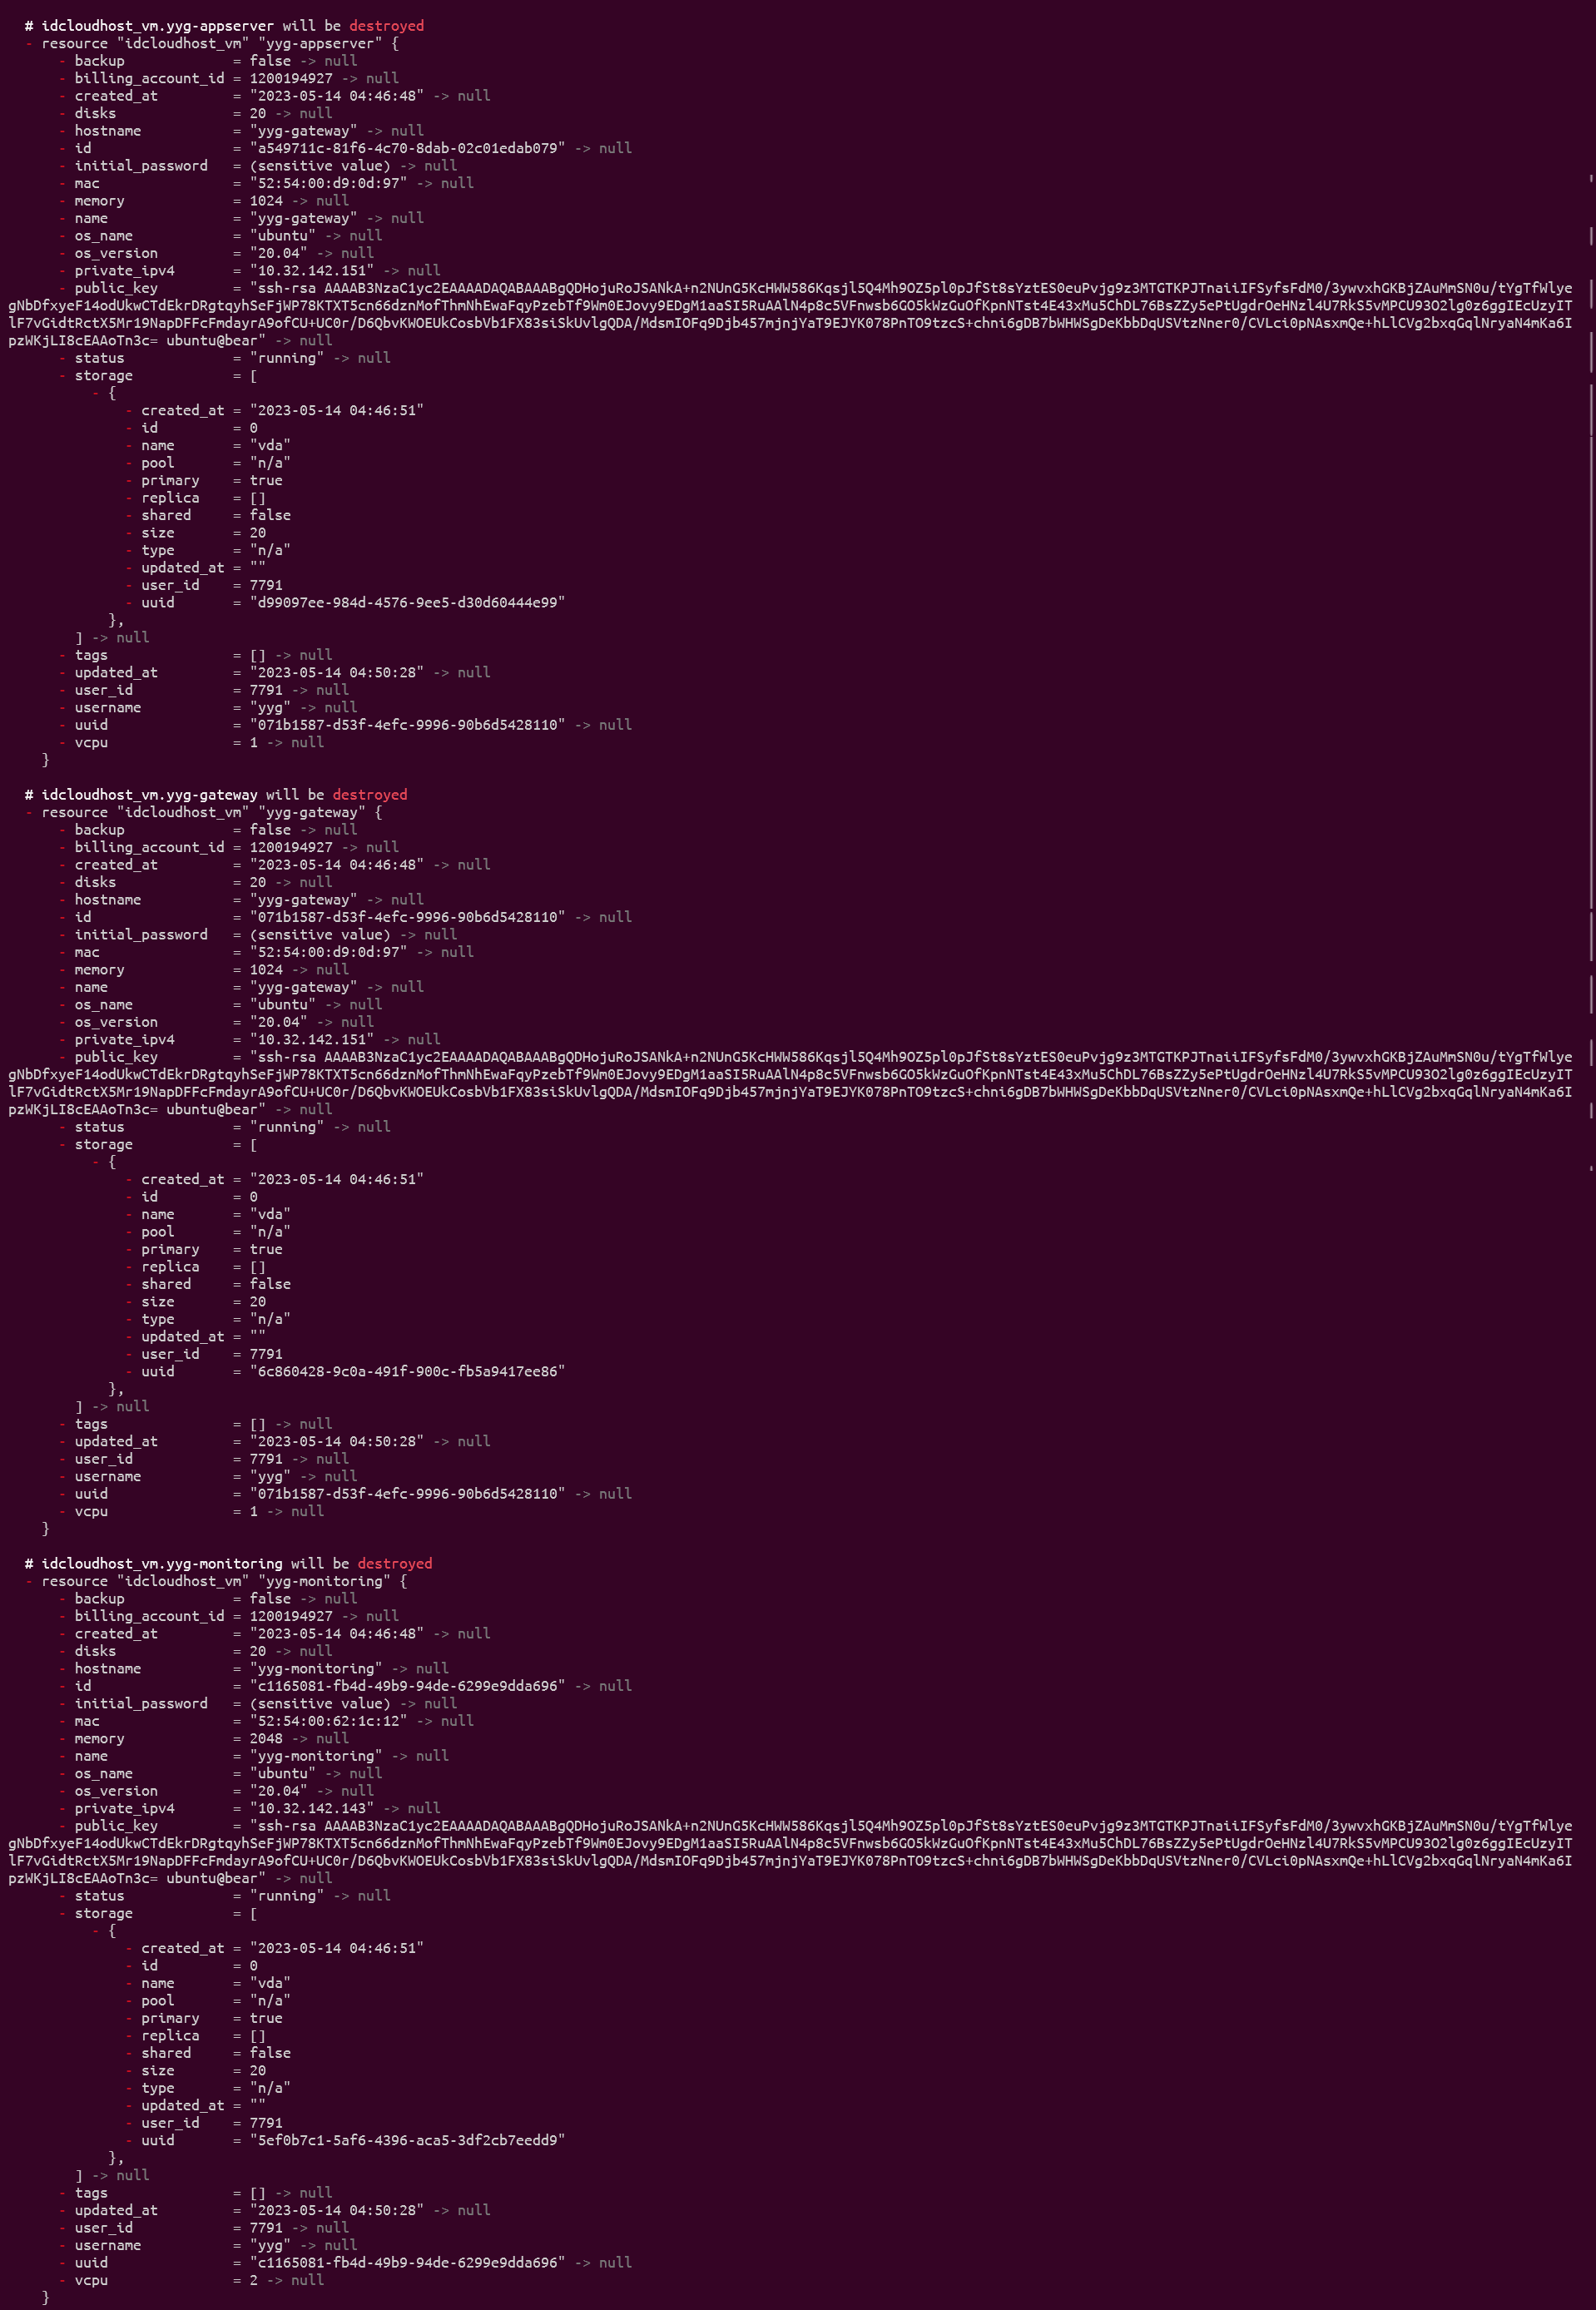 # idcloudhost_vm.yyg-appserver will be destroyed
- resource "idcloudhost_vm" "yyg-appserver" {
- backup = false -> null
- billing_account_id = 1200194927 -> null
- created_at = "2023-05-14 04:46:48" -> null
- disks = 20 -> null
- hostname = "yyg-gateway" -> null
- id = "a549711c-81f6-4c70-8dab-02c01edab079" -> null
- initial_password = (sensitive value) -> null
- mac = "52:54:00:d9:0d:97" -> null
- memory = 1024 -> null
- name = "yyg-gateway" -> null
- os_name = "ubuntu" -> null
- os_version = "20.04" -> null
- private_ipv4 = "10.32.142.151" -> null
- public_key = "ssh-rsa AAAAB3NzaC1yc2EAAAADAQABAAABgQDHojuRoJSANkA+n2NUnG5KcHWW586Kqsjl5Q4Mh9OZ5pl0pJfSt8sYztES0euPvjg9z3MTGTKPJTnaiiIFSyfsFdM0/3ywvxhGKBjZAuMmSN0u/tYgTfWlye
gNbDfxyeF14odUkwCTdEkrDRgtqyhSeFjWP78KTXT5cn66dznMofThmNhEwaFqyPzebTf9Wm0EJovy9EDgM1aaSI5RuAAlN4p8c5VFnwsb6GO5kWzGuOfKpnNTst4E43xMu5ChDL76BsZZy5ePtUgdrOeHNzl4U7RkS5vMPCU93O2lg0z6ggIEcUzyIT
lF7vGidtRctX5Mr19NapDFFcFmdayrA9ofCU+UC0r/D6QbvKWOEUkCosbVb1FX83siSkUvlgQDA/MdsmIOFq9Djb457mjnjYaT9EJYK078PnTO9tzcS+chni6gDB7bWHWSgDeKbbDqUSVtzNner0/CVLci0pNAsxmQe+hLlCVg2bxqGqlNryaN4mKa6I
pzWKjLI8cEAAoTn3c= ubuntu@bear" -> null
- status = "running" -> null
- storage = [
- {
- created_at = "2023-05-14 04:46:51"
- id = 0
- name = "vda"
- pool = "n/a"
- primary = true
- replica = []
- shared = false
- size = 20
- type = "n/a"
- updated_at = ""
- user_id = 7791
- uuid = "d99097ee-984d-4576-9ee5-d30d60444e99"
},
] -> null
- tags = [] -> null
- updated_at = "2023-05-14 04:50:28" -> null
- user_id = 7791 -> null
- username = "yyg" -> null
- uuid = "071b1587-d53f-4efc-9996-90b6d5428110" -> null
- vcpu = 1 -> null
}
# idcloudhost_vm.yyg-gateway will be destroyed
- resource "idcloudhost_vm" "yyg-gateway" {
- backup = false -> null
- billing_account_id = 1200194927 -> null
- created_at = "2023-05-14 04:46:48" -> null
- disks = 20 -> null
- hostname = "yyg-gateway" -> null
- id = "071b1587-d53f-4efc-9996-90b6d5428110" -> null
- initial_password = (sensitive value) -> null
- mac = "52:54:00:d9:0d:97" -> null
- memory = 1024 -> null
- name = "yyg-gateway" -> null
- os_name = "ubuntu" -> null
- os_version = "20.04" -> null
- private_ipv4 = "10.32.142.151" -> null
- public_key = "ssh-rsa AAAAB3NzaC1yc2EAAAADAQABAAABgQDHojuRoJSANkA+n2NUnG5KcHWW586Kqsjl5Q4Mh9OZ5pl0pJfSt8sYztES0euPvjg9z3MTGTKPJTnaiiIFSyfsFdM0/3ywvxhGKBjZAuMmSN0u/tYgTfWlye
gNbDfxyeF14odUkwCTdEkrDRgtqyhSeFjWP78KTXT5cn66dznMofThmNhEwaFqyPzebTf9Wm0EJovy9EDgM1aaSI5RuAAlN4p8c5VFnwsb6GO5kWzGuOfKpnNTst4E43xMu5ChDL76BsZZy5ePtUgdrOeHNzl4U7RkS5vMPCU93O2lg0z6ggIEcUzyIT
lF7vGidtRctX5Mr19NapDFFcFmdayrA9ofCU+UC0r/D6QbvKWOEUkCosbVb1FX83siSkUvlgQDA/MdsmIOFq9Djb457mjnjYaT9EJYK078PnTO9tzcS+chni6gDB7bWHWSgDeKbbDqUSVtzNner0/CVLci0pNAsxmQe+hLlCVg2bxqGqlNryaN4mKa6I
pzWKjLI8cEAAoTn3c= ubuntu@bear" -> null
- status = "running" -> null
- storage = [
- {
- created_at = "2023-05-14 04:46:51"
- id = 0
- name = "vda"
- pool = "n/a"
- primary = true
- replica = []
- shared = false
- size = 20
- type = "n/a"
- updated_at = ""
- user_id = 7791
- uuid = "6c860428-9c0a-491f-900c-fb5a9417ee86"
},
] -> null
- tags = [] -> null
- updated_at = "2023-05-14 04:50:28" -> null
- user_id = 7791 -> null
- username = "yyg" -> null
- uuid = "071b1587-d53f-4efc-9996-90b6d5428110" -> null
- vcpu = 1 -> null
}
# idcloudhost_vm.yyg-monitoring will be destroyed
- resource "idcloudhost_vm" "yyg-monitoring" {
- backup = false -> null
- billing_account_id = 1200194927 -> null
- created_at = "2023-05-14 04:46:48" -> null
- disks = 20 -> null
- hostname = "yyg-monitoring" -> null
- id = "c1165081-fb4d-49b9-94de-6299e9dda696" -> null
- initial_password = (sensitive value) -> null
- mac = "52:54:00:62:1c:12" -> null
- memory = 2048 -> null
- name = "yyg-monitoring" -> null
- os_name = "ubuntu" -> null
- os_version = "20.04" -> null
- private_ipv4 = "10.32.142.143" -> null
- public_key = "ssh-rsa AAAAB3NzaC1yc2EAAAADAQABAAABgQDHojuRoJSANkA+n2NUnG5KcHWW586Kqsjl5Q4Mh9OZ5pl0pJfSt8sYztES0euPvjg9z3MTGTKPJTnaiiIFSyfsFdM0/3ywvxhGKBjZAuMmSN0u/tYgTfWlye
gNbDfxyeF14odUkwCTdEkrDRgtqyhSeFjWP78KTXT5cn66dznMofThmNhEwaFqyPzebTf9Wm0EJovy9EDgM1aaSI5RuAAlN4p8c5VFnwsb6GO5kWzGuOfKpnNTst4E43xMu5ChDL76BsZZy5ePtUgdrOeHNzl4U7RkS5vMPCU93O2lg0z6ggIEcUzyIT
lF7vGidtRctX5Mr19NapDFFcFmdayrA9ofCU+UC0r/D6QbvKWOEUkCosbVb1FX83siSkUvlgQDA/MdsmIOFq9Djb457mjnjYaT9EJYK078PnTO9tzcS+chni6gDB7bWHWSgDeKbbDqUSVtzNner0/CVLci0pNAsxmQe+hLlCVg2bxqGqlNryaN4mKa6I
pzWKjLI8cEAAoTn3c= ubuntu@bear" -> null
- status = "running" -> null
- storage = [
- {
- created_at = "2023-05-14 04:46:51"
- id = 0
- name = "vda"
- pool = "n/a"
- primary = true
- replica = []
- shared = false
- size = 20
- type = "n/a"
- updated_at = ""
- user_id = 7791
- uuid = "5ef0b7c1-5af6-4396-aca5-3df2cb7eedd9"
},
] -> null
- tags = [] -> null
- updated_at = "2023-05-14 04:50:28" -> null
- user_id = 7791 -> null
- username = "yyg" -> null
- uuid = "c1165081-fb4d-49b9-94de-6299e9dda696" -> null
- vcpu = 2 -> null
}